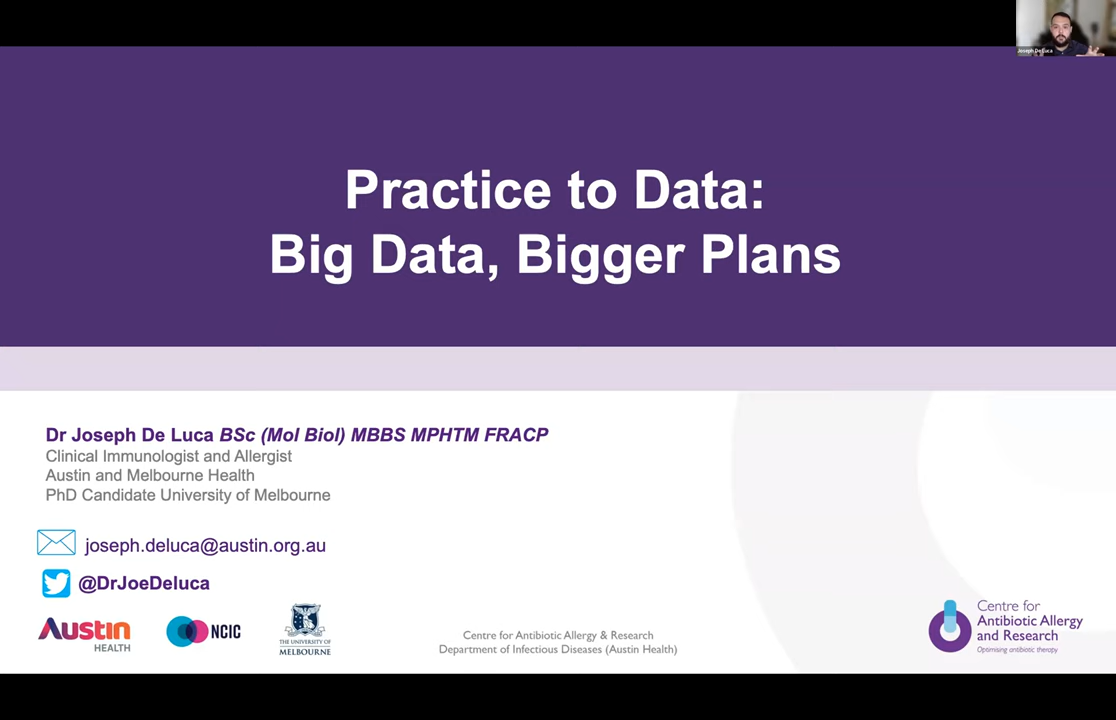 Joseph De Luca
Practice to Data:
Big Data, Bigger Plans
Dr Joseph De Luca BSc (Mol Biol) MBBS MPHTM FRACP
Clinical Immunologist and Allergist
Austin and Melbourne Health
PhD Candidate University of Melbourne
joseph.deluca@austin.org.au
@DrJoeDeluca
Austin
HEALTH
NCIC
THE UNIVERSITY OF
MELBOURNE
Centre for Antibiotic Allergy & Research
Department of Infectious Diseases (Austin Health)
Centre for
Antibiotic Allergy
and Research
Optimising antibiotic therapy